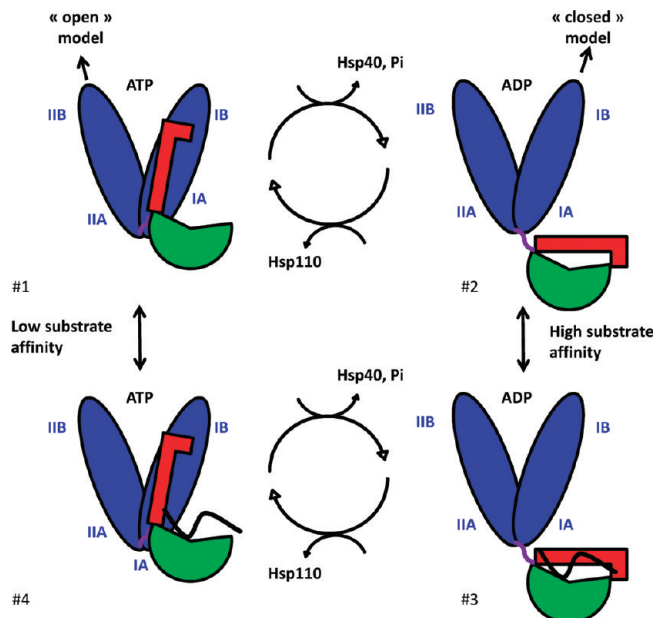 « open »
model
« closed »
model
ATP
Hsp40, Pi
ADP
IIB
IB
IIB
IB
IIA
IA
IIA
IA
Hsp110
#1
#2
Low substrate
affinity
High substrate
affinity
ATP
Hsp40, Pi
ADP
IIB
IB
IIB
IB
IIA
IA
IIA
IA
Hsp110
#4
#3